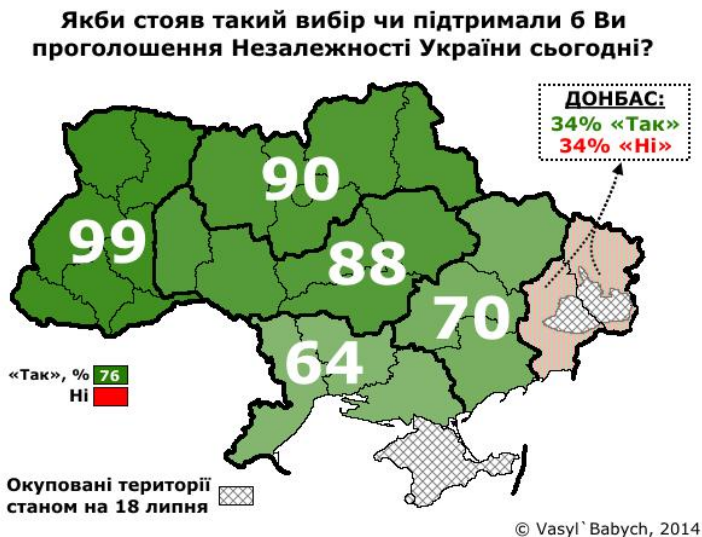 Якби стояв такий вибір чи підтримали б Ви
проголошення Незалежності України сьогодні?
ДОНБАС:
34% «Так»
34% «Ні»
90
99
88
70
64
«Так», % 76
Ні
Окуповані території
станом на 18 липня
© Vasyl`Babych, 2014